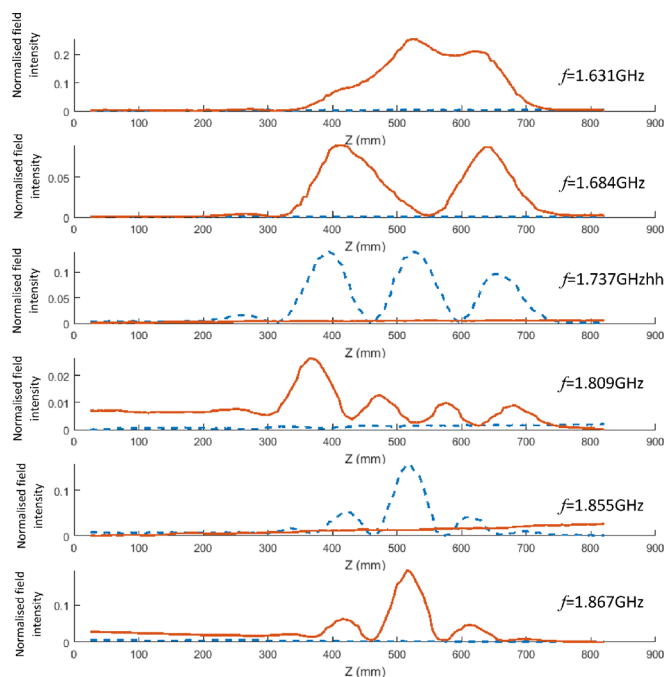 Normalised field
intensity
0.2
0.1
0
0 100 200 300 400 500 600 700 800 900
Z (mm)
f=1.631GHz
Normalised field
intensity
0.05
0
0 100 200 300 400 500 600 700 800 900
Z (mm)
f=1.684GHz
Normalised field
intensity
0.1
0.05
0
0 100 200 300 400 500 600 700 800 900
Z (mm)
f=1.737GHzhh
Normalised field
intensity
0.02
0.01
0
0 100 200 300 400 500 600 700 800 900
Z (mm)
f=1.809GHz
Normalised field
intensity
0.1
0
0 100 200 300 400 500 600 700 800 900
Z (mm)
f=1.855GHz
Normalised field
intensity
0.1
0
0 100 200 300 400 500 600 700 800 900
Z (mm)
f=1.867GHz